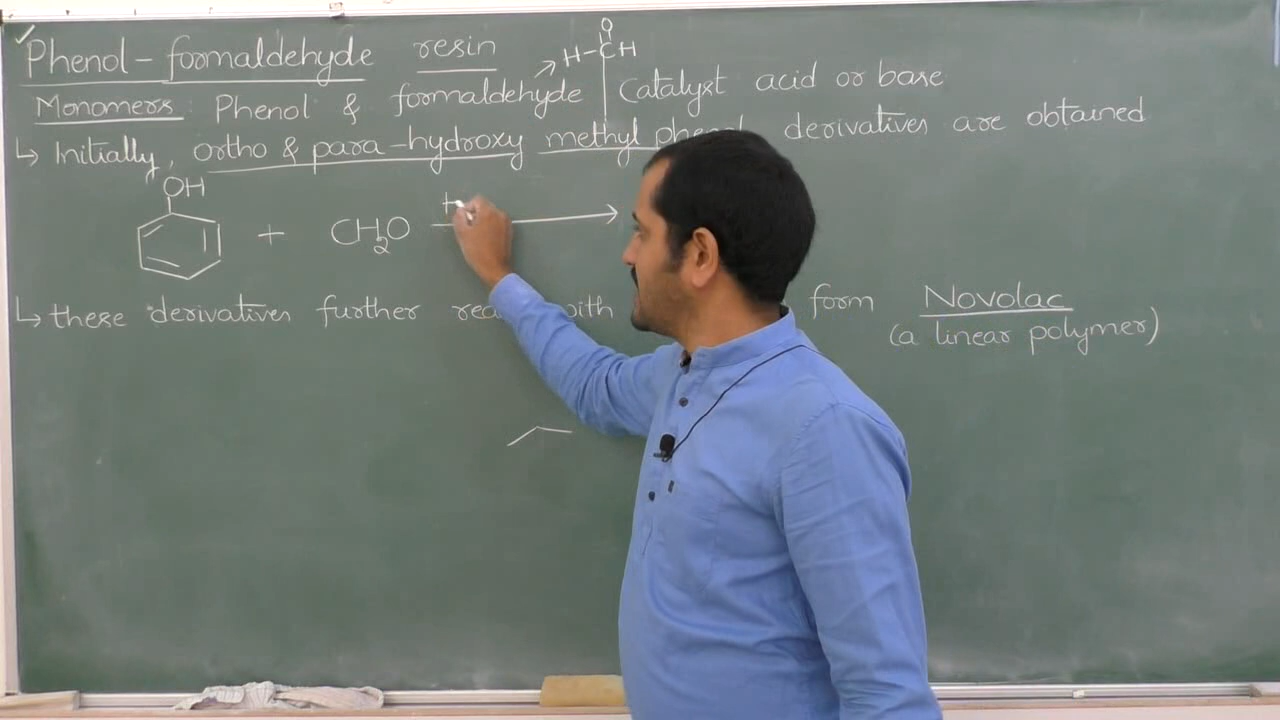 Phenol-formaldehyde resin
O
H-C-H
Monomers: Phenol & formaldehyde | Catalyst acid or base
↳ Initially, ortho & para-hydroxy methyl derivatives are obtained
OH
+ CH₂O
↳ these derivatives further with form Novolac
(a linear polymer)